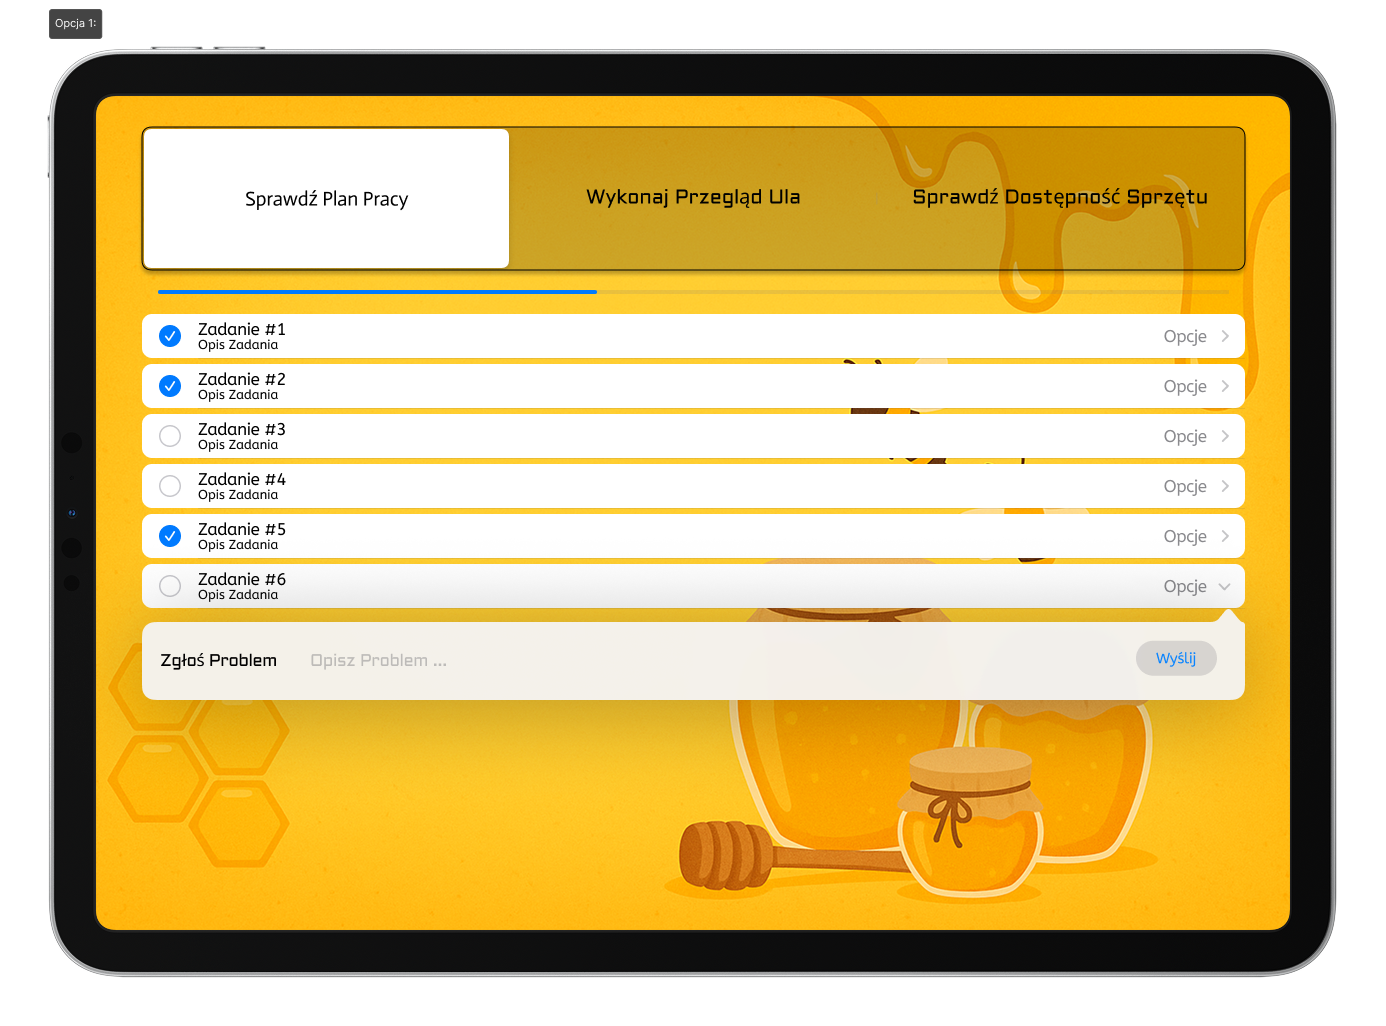 Opcja 1:
Sprawdź Plan Pracy
Wykonaj Przegląd Ula
Sprawdź Dostępność Sprzętu
Zadanie #1
Opis Zadania
Opcje
Zadanie #2
Opis Zadania
Opcje
Zadanie #3
Opis Zadania
Opcje
Zadanie #4
Opis Zadania
Opcje
Zadanie #5
Opis Zadania
Opcje
Zadanie #6
Opis Zadania
Opcje
Zgłoś Problem
Opisz Problem ...
Wyślij